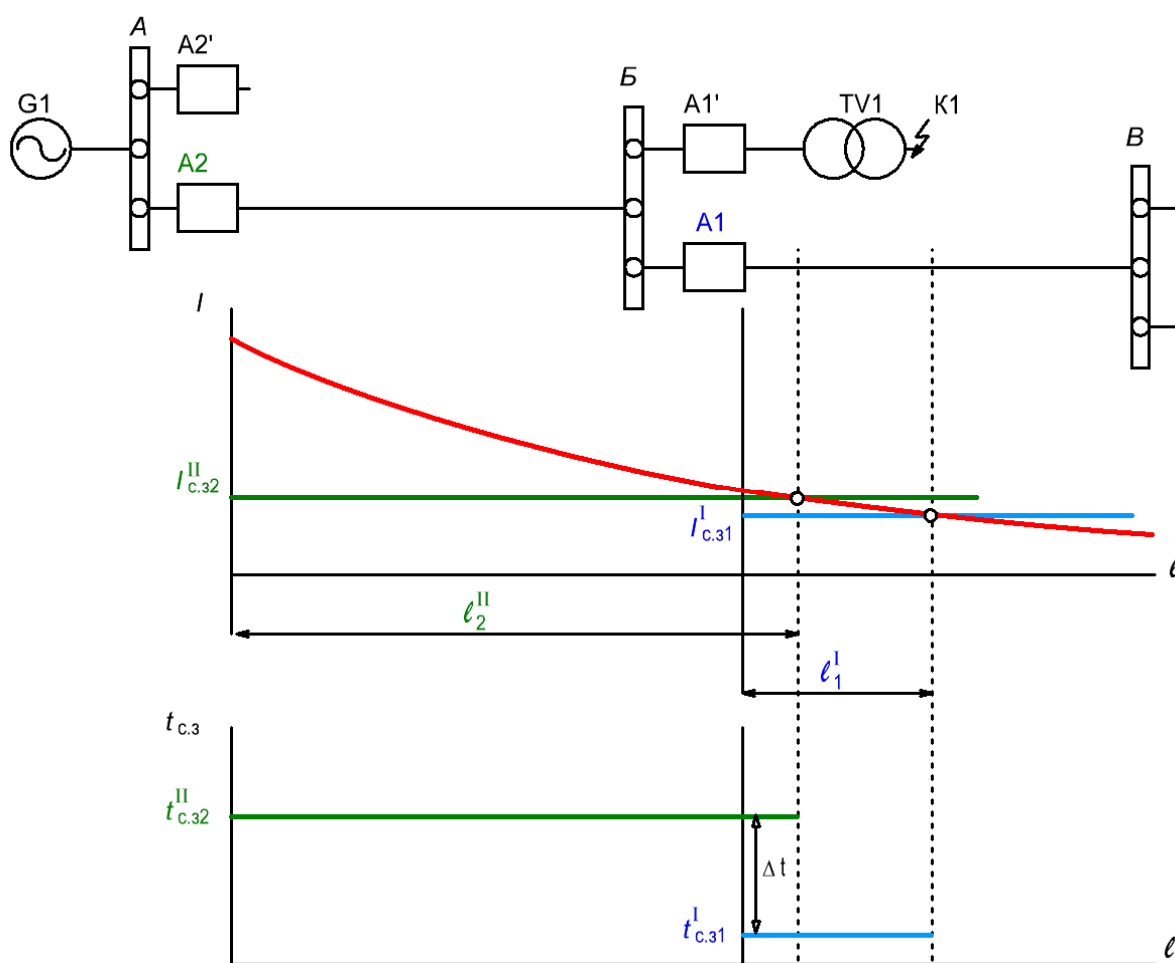 А
А2'
G1
А2
Б
А1'
TV1
К1
В
А1
I
I II с.з2
I I с.з1
ℓ
ℓ II 2
ℓ I 1
t с.з
t II с.з2
Δt
t I с.з1
ℓ